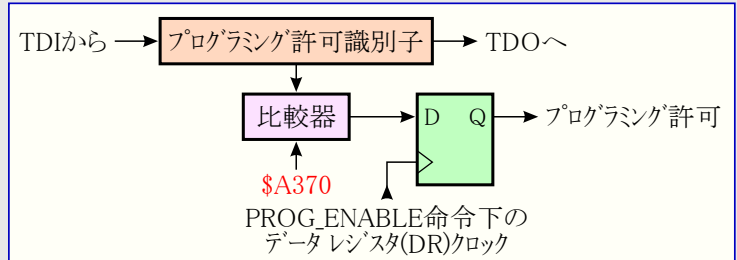 TDIから
プログラミング許可識別子
TDOへ
比較器
D
Q
プログラミング許可
$A370
PROG_ENABLE命令下の
データ レジスタ(DR)クロック